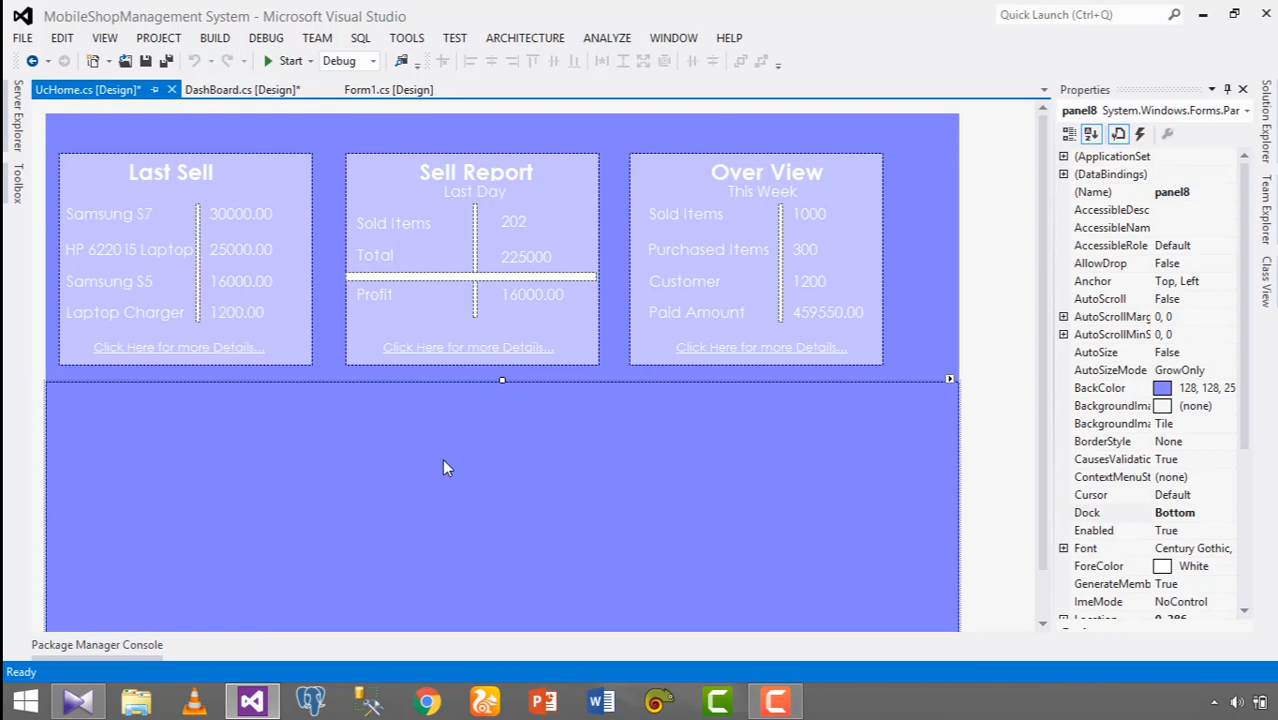 MobileShopManagement System - Microsoft Visual Studio
Quick Launch (Ctrl+Q)
FILE EDIT VIEW PROJECT BUILD DEBUG TEAM SQL TOOLS TEST ARCHITECTURE ANALYZE WINDOW HELP
Start Debug
UcHome.cs [Design]* DashBoard.cs [Design]* Form1.cs [Design]
Server Explorer
Toolbox
Last Sell
Samsung S7 30000.00
HP 6220 I5 Laptop 25000.00
Samsung S5 16000.00
Laptop Charger 1200.00
Click Here for more Details...
Sell Report
Last Day
Sold Items 202
Total 225000
Profit 16000.00
Click Here for more Details...
Over View
This Week
Sold Items 1000
Purchased Items 300
Customer 1200
Paid Amount 459550.00
Click Here for more Details...
Properties
panel8 System.Windows.Forms.Par
(ApplicationSet
(DataBindings)
(Name) panel8
AccessibleDesc
AccessibleNam
AccessibleRole Default
AllowDrop False
Anchor Top, Left
AutoScroll False
AutoScrollMarg 0, 0
AutoScrollMinS 0, 0
AutoSize False
AutoSizeMode GrowOnly
BackColor 128, 128, 25
BackgroundIma (none)
BackgroundIma Tile
BorderStyle None
CausesValidatic True
ContextMenuSt (none)
Cursor Default
Dock Bottom
Enabled True
Font Century Gothic,
ForeColor White
GenerateMemb True
ImeMode NoControl
Location 0, 286
Solution Explorer
Team Explorer
Class View
Package Manager Console
Ready